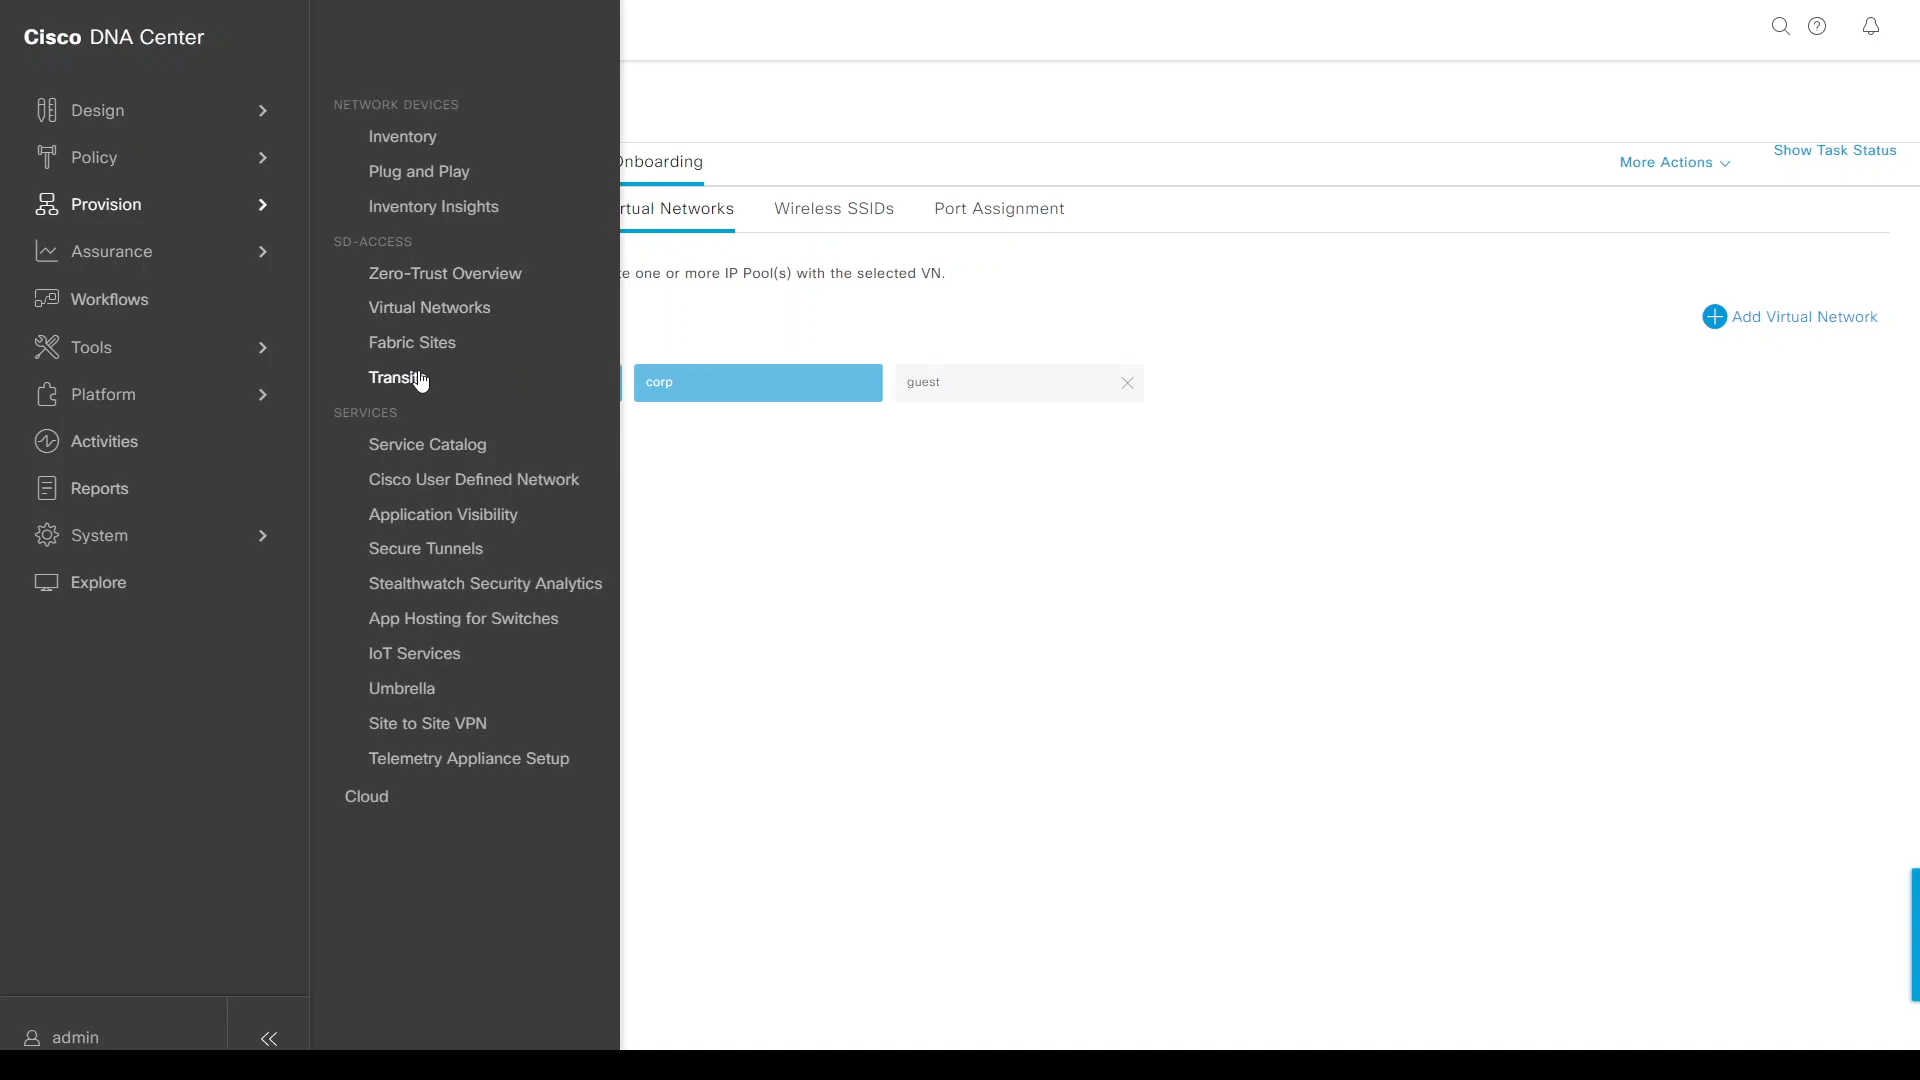 Cisco DNA Center
Design
Policy
Provision
Assurance
Workflows
Tools
Platform
Activities
Reports
System
Explore
admin
NETWORK DEVICES
Inventory
Plug and Play
Inventory Insights
SD-ACCESS
Zero-Trust Overview
Virtual Networks
Fabric Sites
Transit
SERVICES
Service Catalog
Cisco User Defined Network
Application Visibility
Secure Tunnels
Stealthwatch Security Analytics
App Hosting for Switches
IoT Services
Umbrella
Site to Site VPN
Telemetry Appliance Setup
Cloud
Onboarding
More Actions
Show Task Status
rtual Networks Wireless SSIDs Port Assignment
te one or more IP Pool(s) with the selected VN.
Add Virtual Network
corp
guest